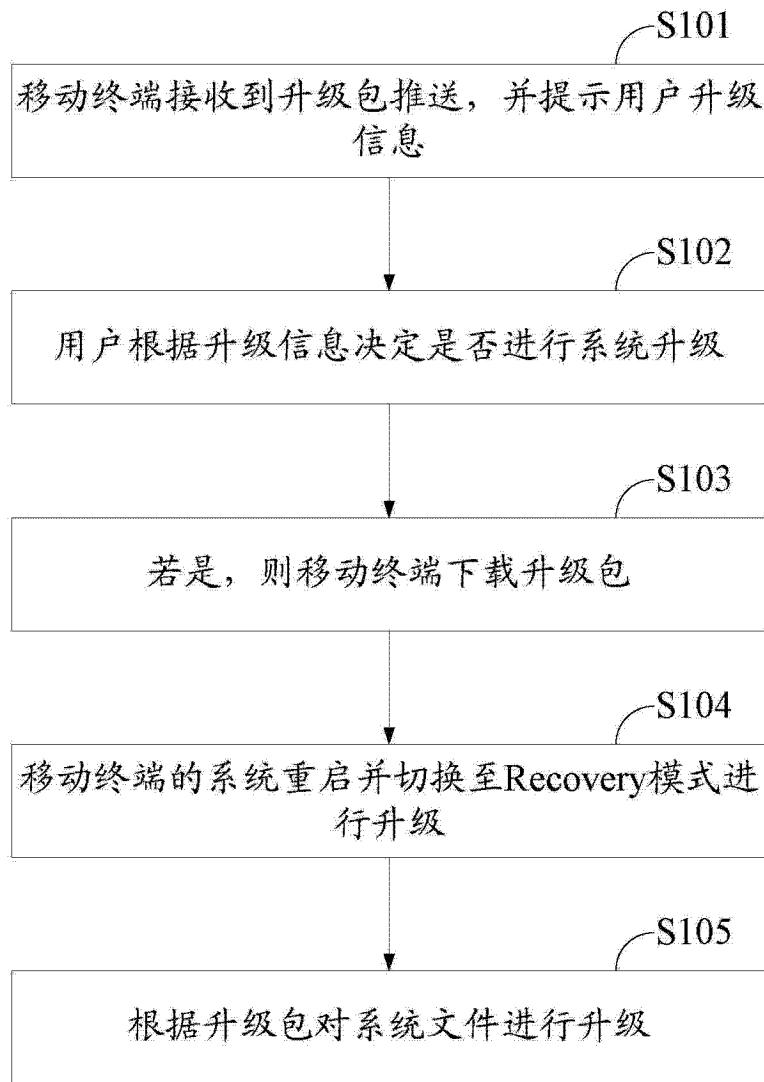 S101
移动终端接收到升级包推送，并提示用户升级
信息
S102
用户根据升级信息决定是否进行系统升级
S103
若是，则移动终端下载升级包
S104
移动终端的系统重启并切换至Recovery模式进
行升级
S105
根据升级包对系统文件进行升级